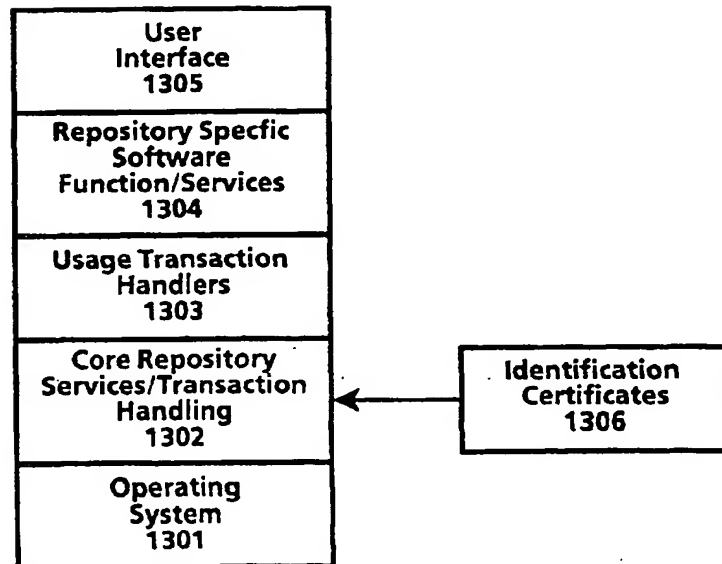 User
Interface
1305
Repository Specfic
Software
Function/Services
1304
Usage Transaction
Handlers
1303
Core Repository
Services/Transaction
Handling
1302
Identification
Certificates
1306
Operating
System
1301